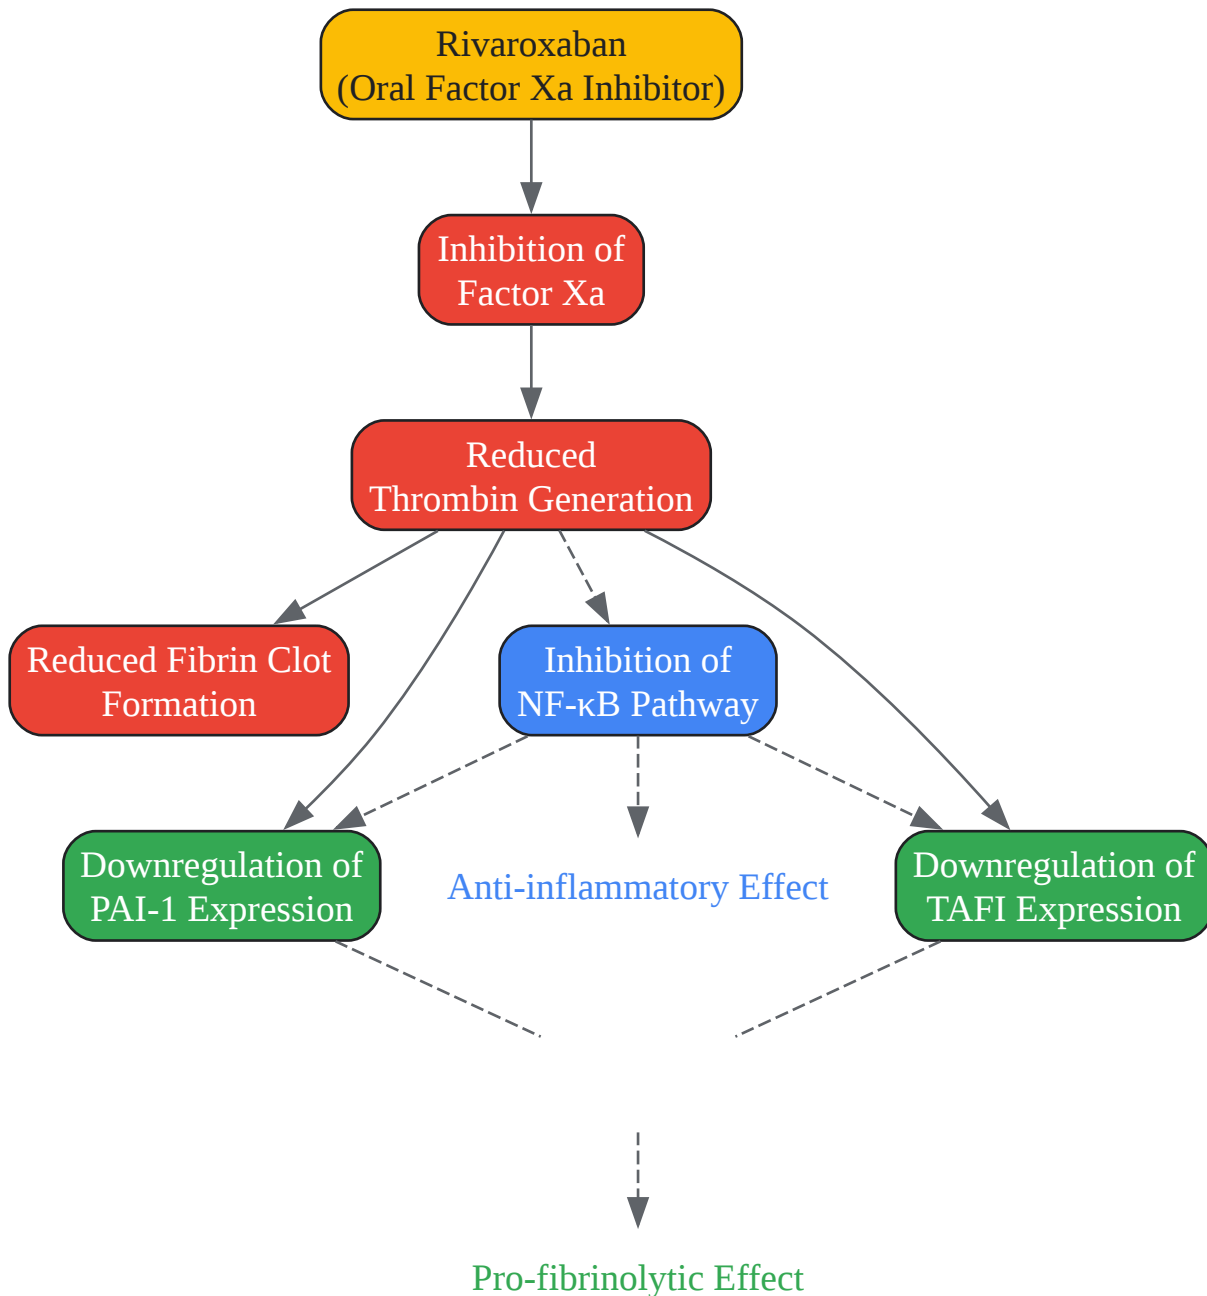 Rivaroxaban
(Oral Factor Xa Inhibitor)
Inhibition of
Factor Xa
Reduced
Thrombin Generation
Reduced Fibrin Clot
Formation
Inhibition of
NF-κB Pathway
Downregulation of
PAI-1 Expression
Anti-inflammatory Effect
Downregulation of
TAFI Expression
Pro-fibrinolytic Effect